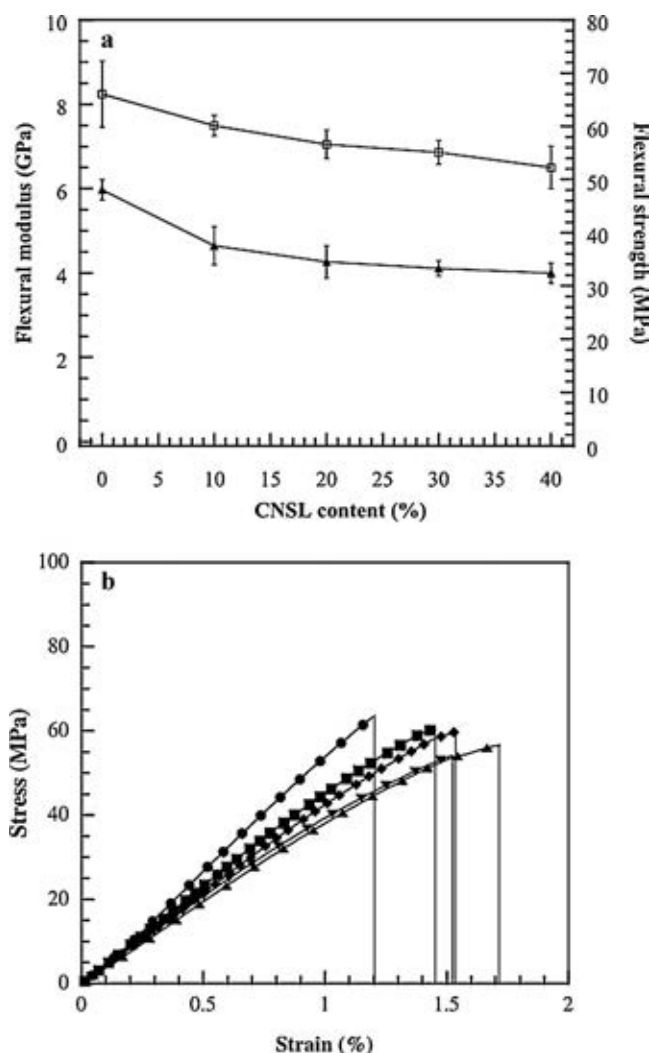 a
Flexural modulus (GPa)
10
8
6
4
2
0
Flexural strength (MPa)
80
70
60
50
40
30
20
10
0
0 5 10 15 20 25 30 35 40
CNSL content (%)
b
Stress (MPa)
100
80
60
40
20
0
0 0.5 1 1.5 2
Strain (%)